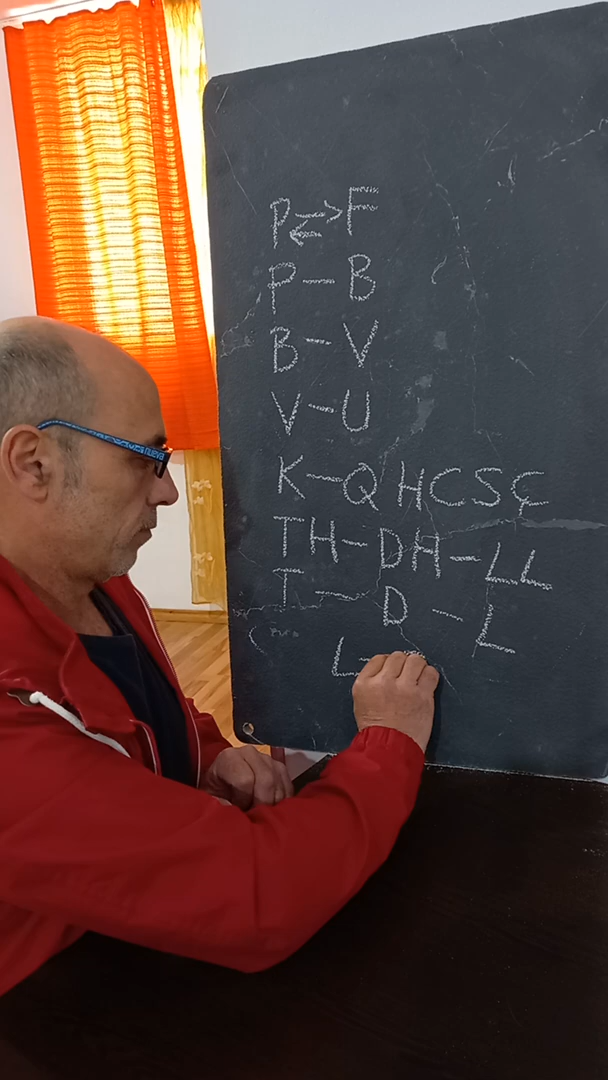 P ⇄ F
P – B
B – V
V – U
K – Q H C S Ç
TH – DH – LL
T – D – L
L –